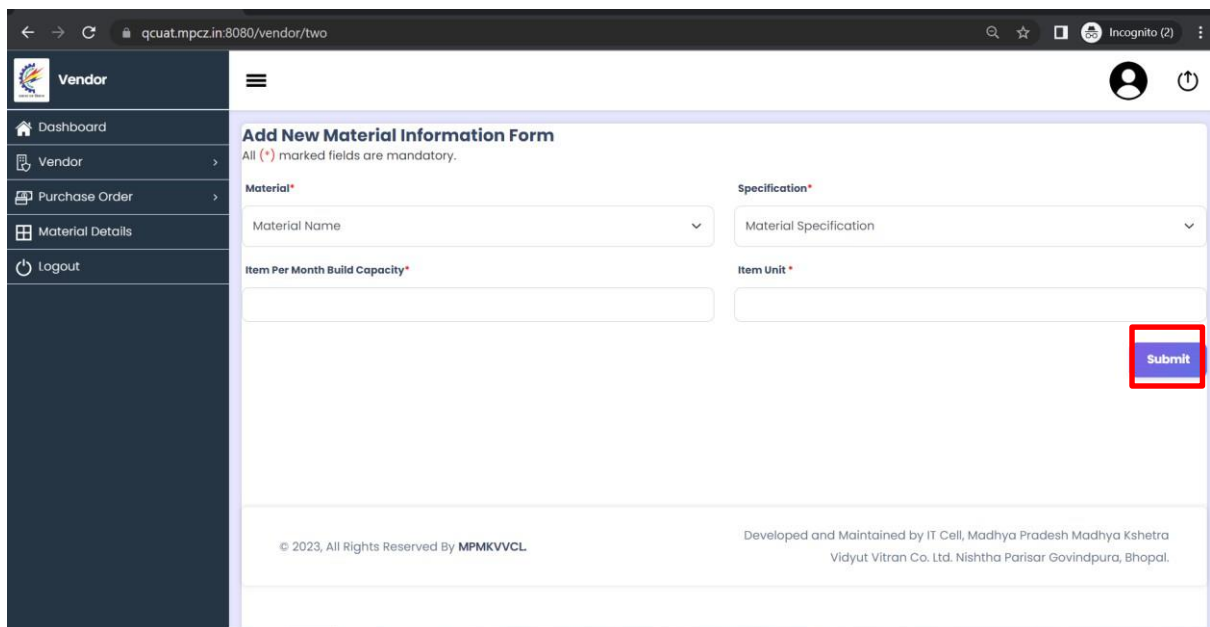 qcuat.mpcz.in:8080/vendor/two
Incognito (2)
Vendor
Dashboard
Vendor
Purchase Order
Material Details
Logout
Add New Material Information Form
All (*) marked fields are mandatory.
Material* Specification*
Material Name Material Specification
Item Per Month Build Capacity* Item Unit *
Submit
© 2023, All Rights Reserved By MPMKVVCL.
Developed and Maintained by IT Cell, Madhya Pradesh Madhya Kshetra
Vidyut Vitran Co. Ltd. Nishtha Parisar Govindpura, Bhopal.